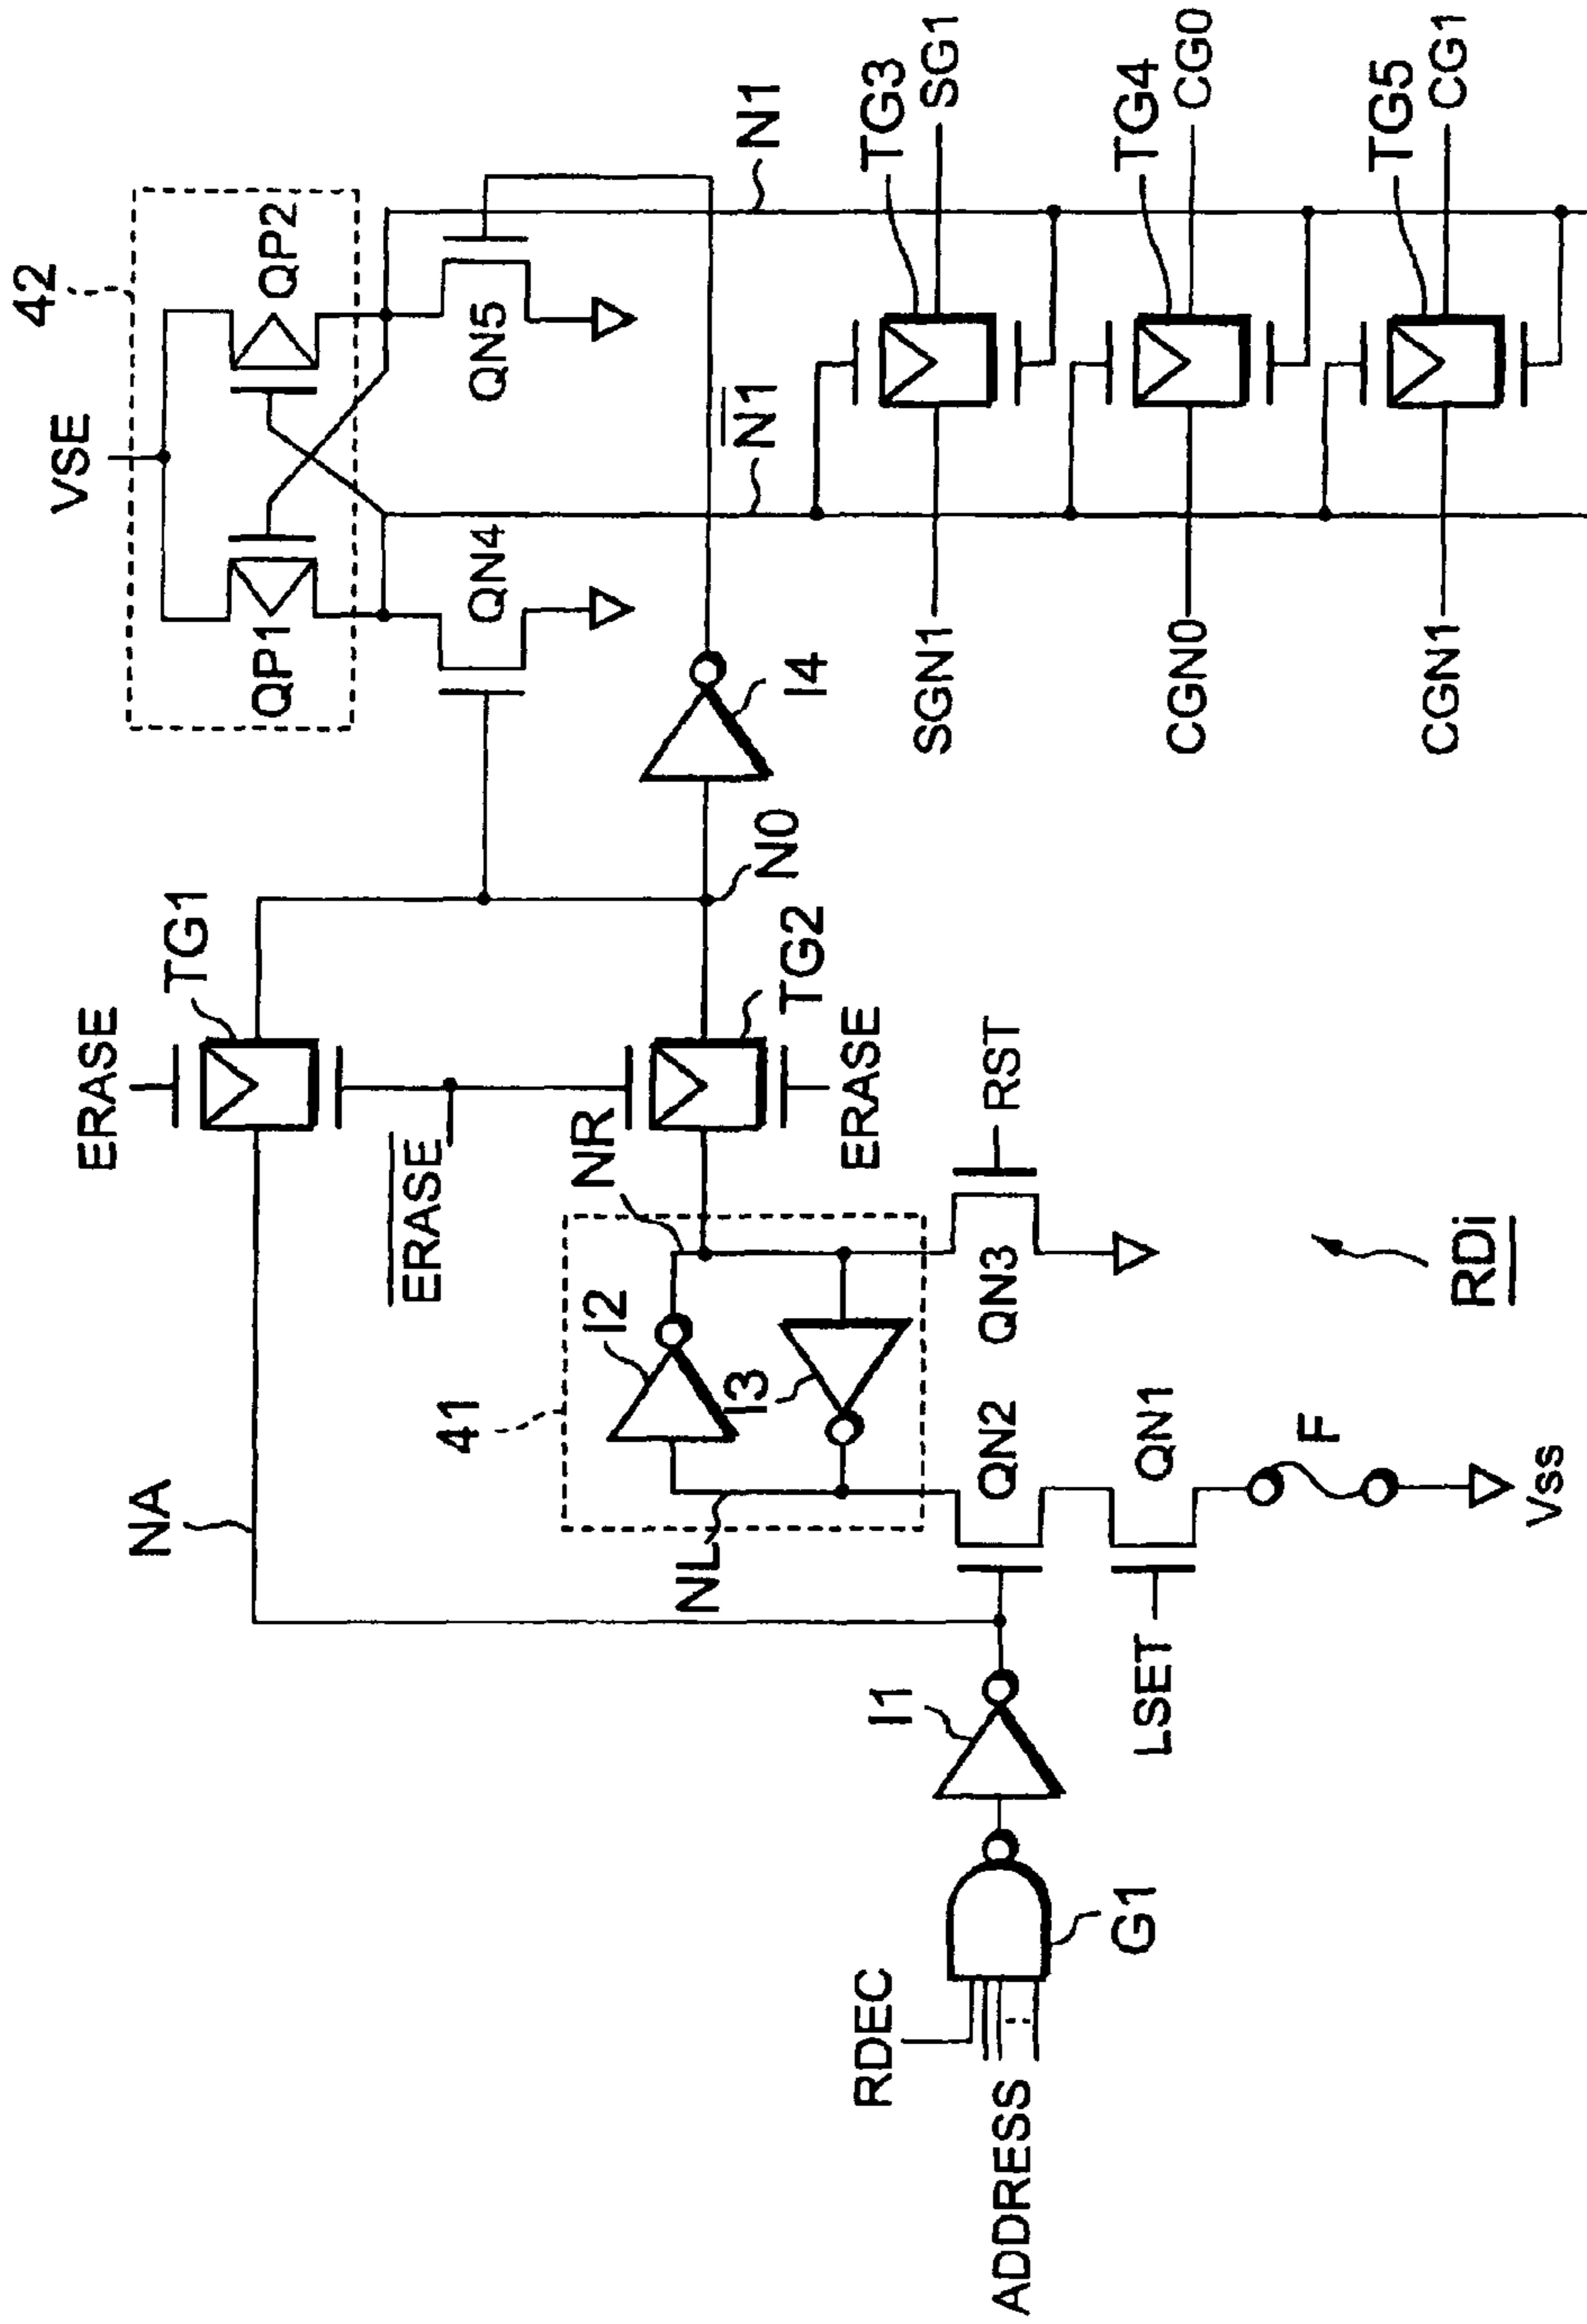 42
VSE
QP1
QP2
ERASE
TG1
N1
QN4
QN5
N̅1̅
NA
E̅R̅A̅S̅E̅
TG3
SG1
SGN1
41
I2
NR
TG2
N0
I4
TG4
CG0
CGN0
NL
I3
ERASE
I1
QN2
QN3
RST
TG5
CG1
CGN1
RDEC
ADDRESS
G1
LSET
QN1
F
Vss
RDi